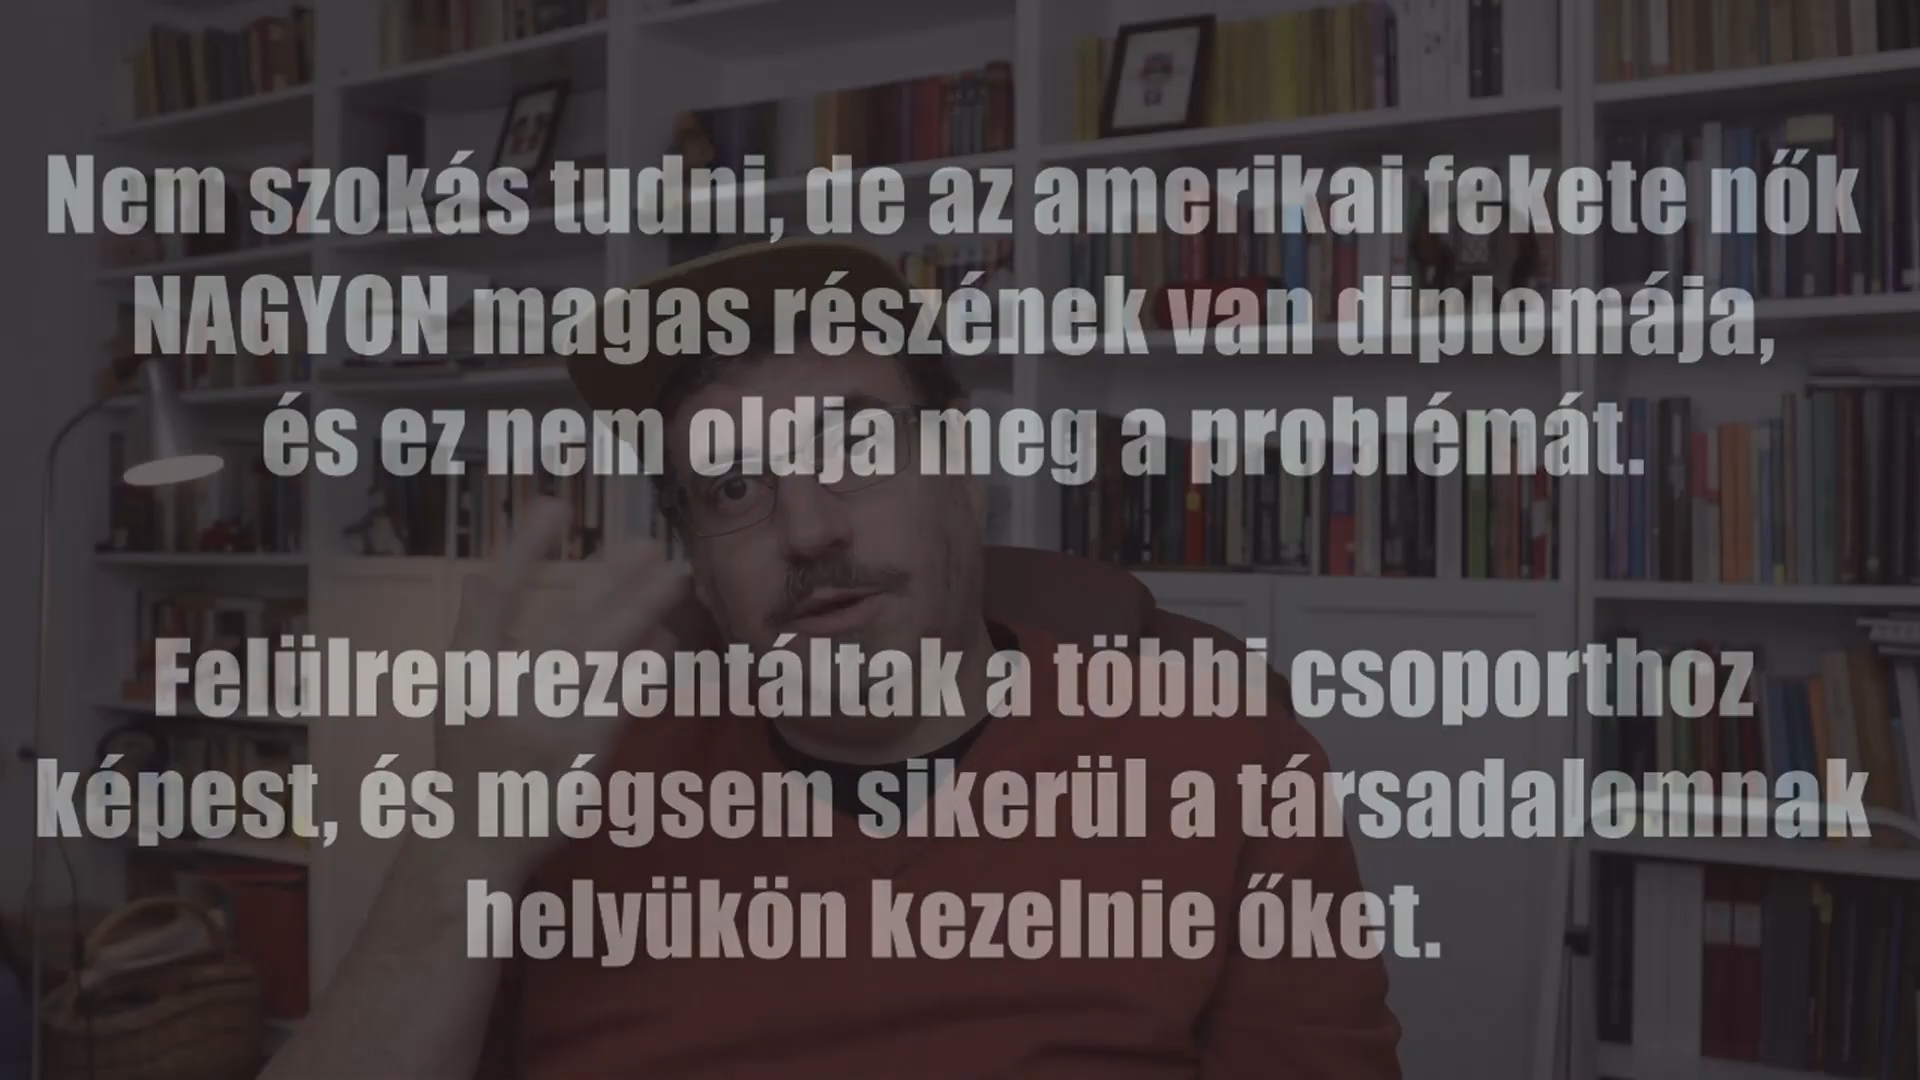 Nem szokás tudni, de az amerikai fekete nők
NAGYON magas részének van diplomája,
és ez nem oldja meg a problémát.
Felülreprezentáltak a többi csoporthoz
képest, és mégsem sikerül a társadalomnak
helyükön kezelnie őket.